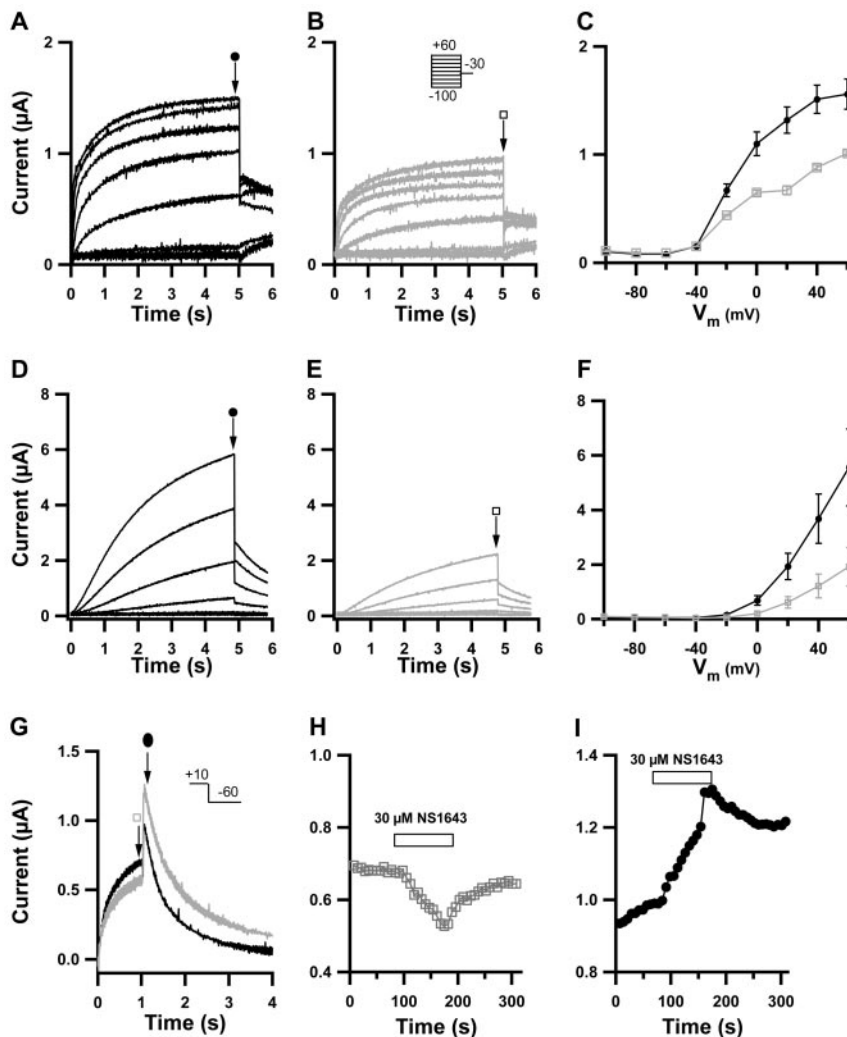 A
B
C
2
1
0
Current (µA)
0 1 2 3 4 5 6
Time (s)
2
1
0
+60
-30
-100
0 1 2 3 4 5 6
Time (s)
2
1
0
-80 -40 0 40
Vm (mV)
D
E
F
8
6
4
2
0
Current (µA)
0 1 2 3 4 5 6
Time (s)
8
6
4
2
0
0 1 2 3 4 5 6
Time (s)
8
6
4
2
0
-80 -40 0 40
Vm (mV)
G
H
I
1.5
1.0
0.5
0.0
Current (µA)
+10
-60
0 1 2 3 4
Time (s)
1.0
0.8
0.6
0.4
30 µM NS1643
0 100 200 300
Time (s)
1.4
1.2
1.0
0.8
30 µM NS1643
0 100 200 300
Time (s)